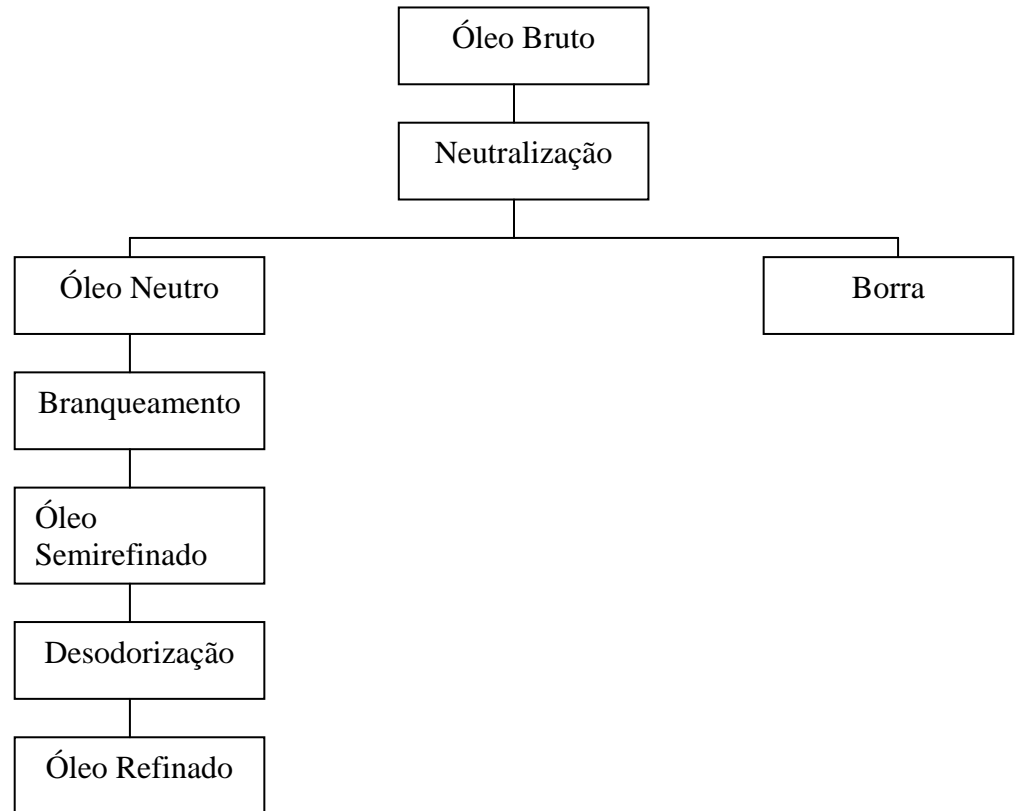 Óleo Bruto
Neutralização
Óleo Neutro
Borra
Branqueamento
Óleo
Semirefinado
Desodorização
Óleo Refinado